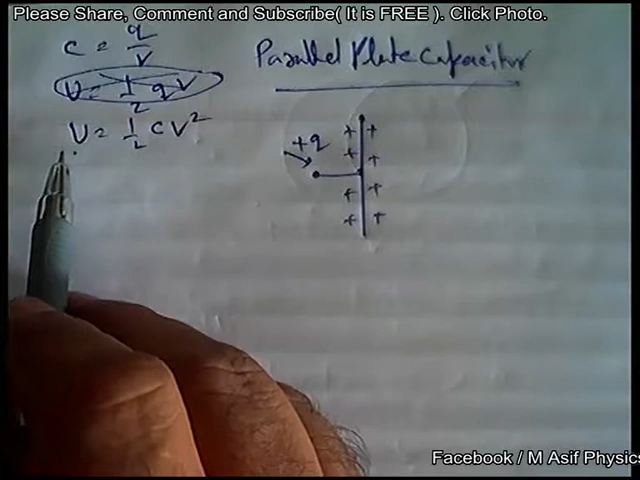 Please Share, Comment and Subscribe( It is FREE ). Click Photo.
C = q/V
Parallel Plate Capacitor
U = 1/2 qV
U = 1/2 CV²
+q
+ +
+ +
+ +
+ +
Facebook / M Asif Physics